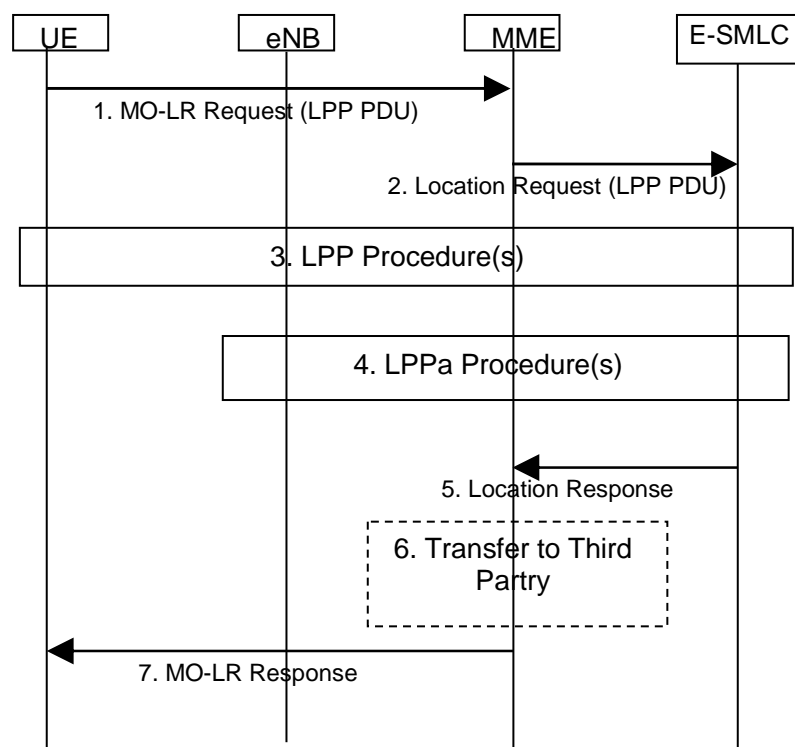 UE
eNB
MME
E-SMLC
1. MO-LR Request (LPP PDU)
2. Location Request (LPP PDU)
3. LPP Procedure(s)
4. LPPa Procedure(s)
5. Location Response
6. Transfer to Third
Partry
7. MO-LR Response